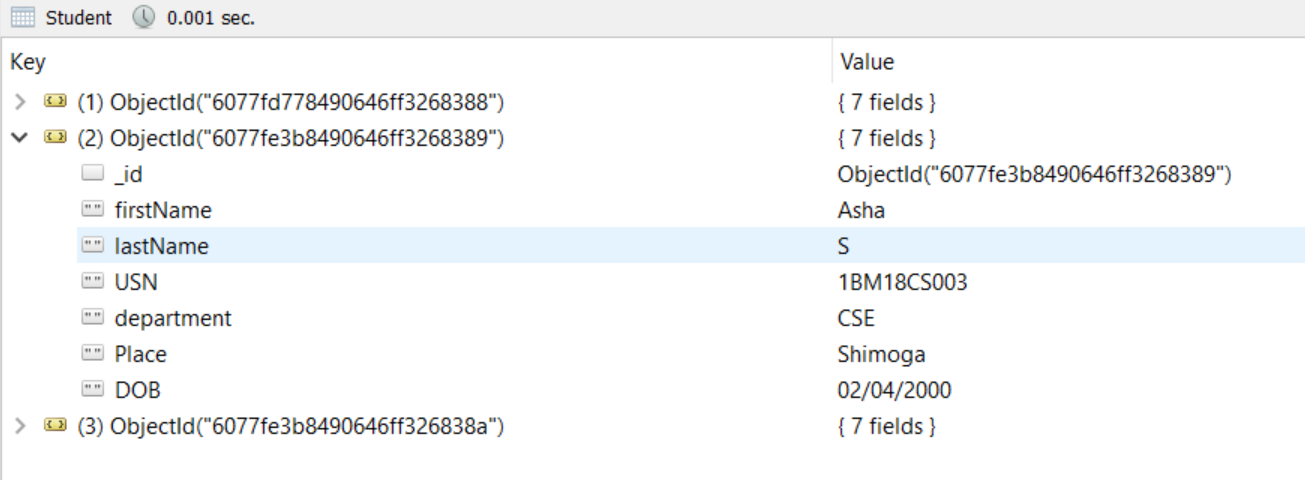 Student 0.001 sec.
Key Value
(1) ObjectId("6077fd778490646ff3268388") { 7 fields }
(2) ObjectId("6077fe3b8490646ff3268389") { 7 fields }
_id ObjectId("6077fe3b8490646ff3268389")
firstName Asha
lastName S
USN 1BM18CS003
department CSE
Place Shimoga
DOB 02/04/2000
(3) ObjectId("6077fe3b8490646ff326838a") { 7 fields }